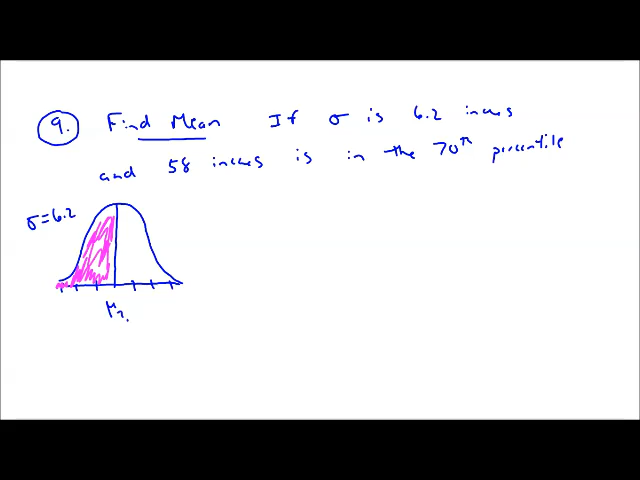 9. Find Mean If σ is 6.2 inches
and 58 inches is in the 70th percentile
σ=6.2
μ?